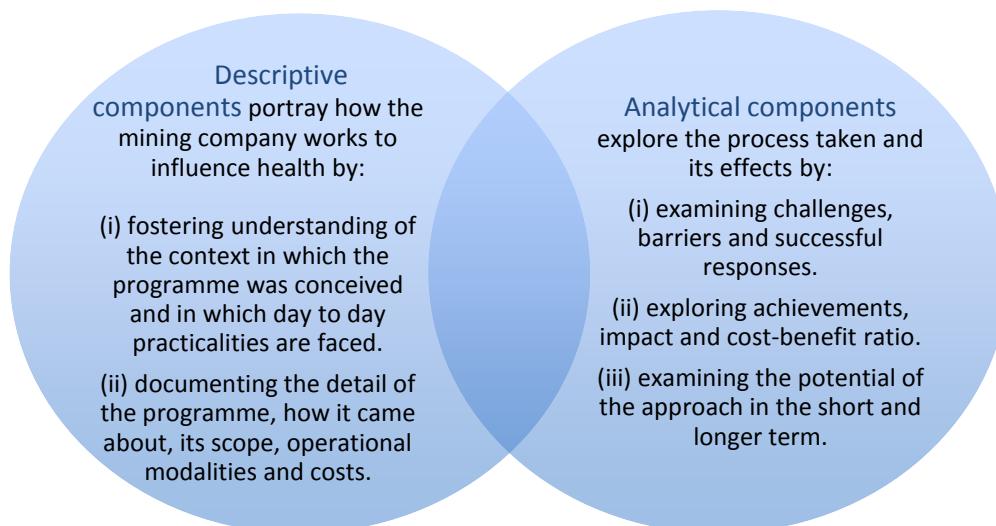 Descriptive
components portray how the
mining company works to
influence health by:
(i) fostering understanding of
the context in which the
programme was conceived
and in which day to day
practicalities are faced.
(ii) documenting the detail of
the programme, how it came
about, its scope, operational
modalities and costs.
Analytical components
explore the process taken and
its effects by:
(i) examining challenges,
barriers and successful
responses.
(ii) exploring achievements,
impact and cost-benefit ratio.
(iii) examining the potential of
the approach in the short and
longer term.